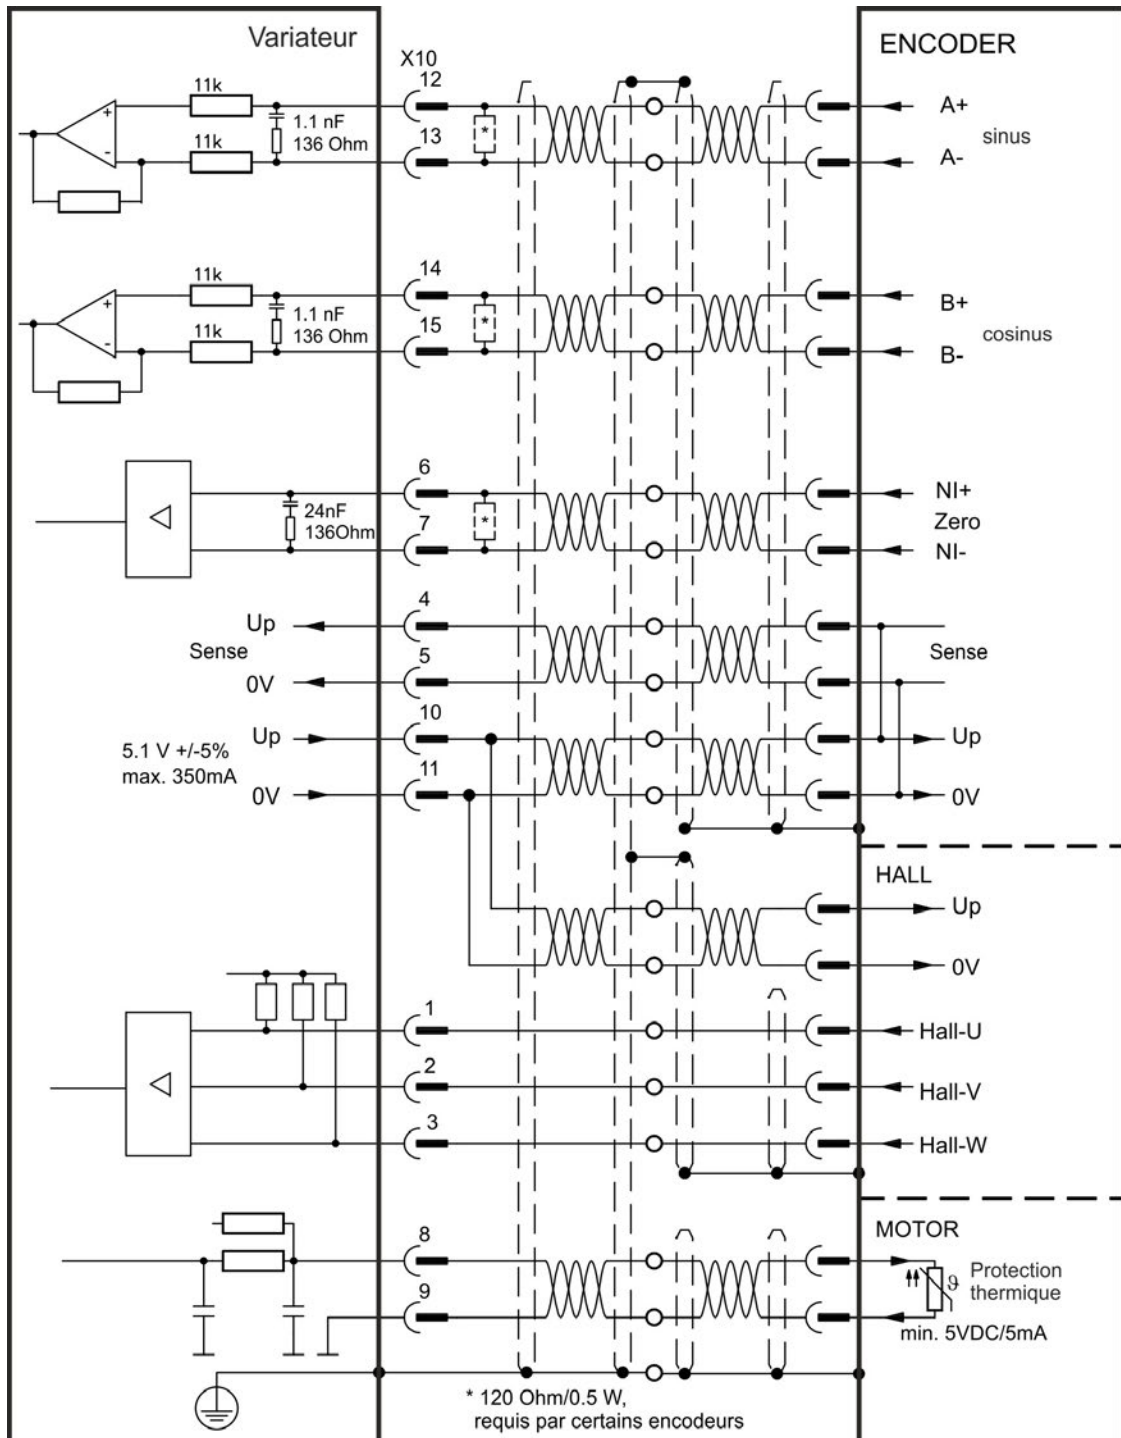 Variateur
X10
ENCODER
11k
1.1 nF
136 Ohm
11k
12
*
13
A+
sinus
A-
11k
1.1 nF
136 Ohm
11k
14
*
15
B+
cosinus
B-
24nF
136Ohm
6
*
7
NI+
Zero
NI-
Up
Sense
0V
4
5
Sense
5.1 V +/-5%
max. 350mA
Up
0V
10
11
Up
0V
HALL
Up
0V
1
Hall-U
2
Hall-V
3
Hall-W
MOTOR
8
9
ϑ
Protection
thermique
min. 5VDC/5mA
* 120 Ohm/0.5 W,
requis par certains encodeurs
+
-
+
-